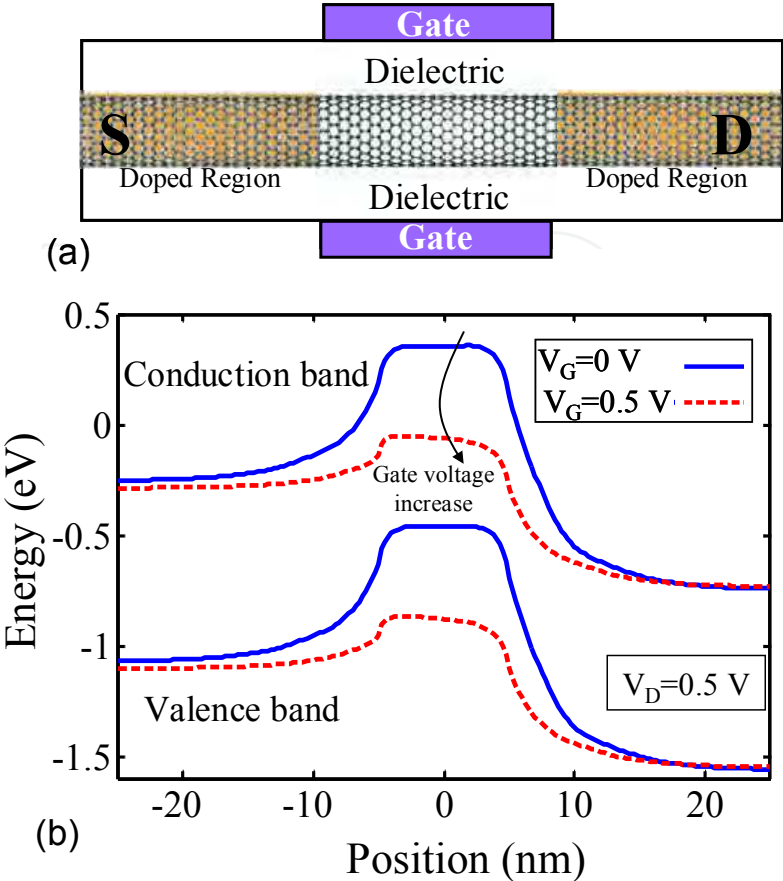 Gate
Dielectric
S
D
Doped Region
Doped Region
Dielectric
Gate
(a)
0.5
0
-0.5
-1
-1.5
Energy (eV)
Conduction band
V_G=0 V
V_G=0.5 V
Gate voltage
increase
Valence band
V_D=0.5 V
-20
-10
0
10
20
(b)
Position (nm)